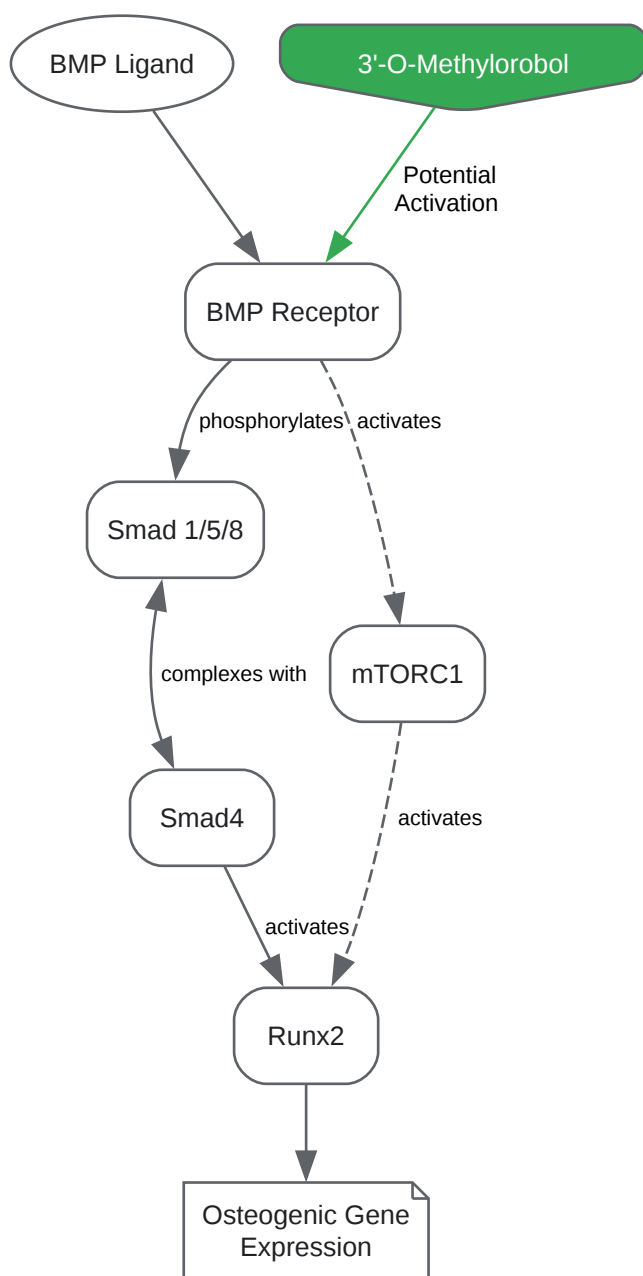 BMP Ligand
3'-O-Methylorobol
Potential
Activation
BMP Receptor
phosphorylates
activates
Smad 1/5/8
complexes with
mTORC1
Smad4
activates
activates
Runx2
Osteogenic Gene
Expression